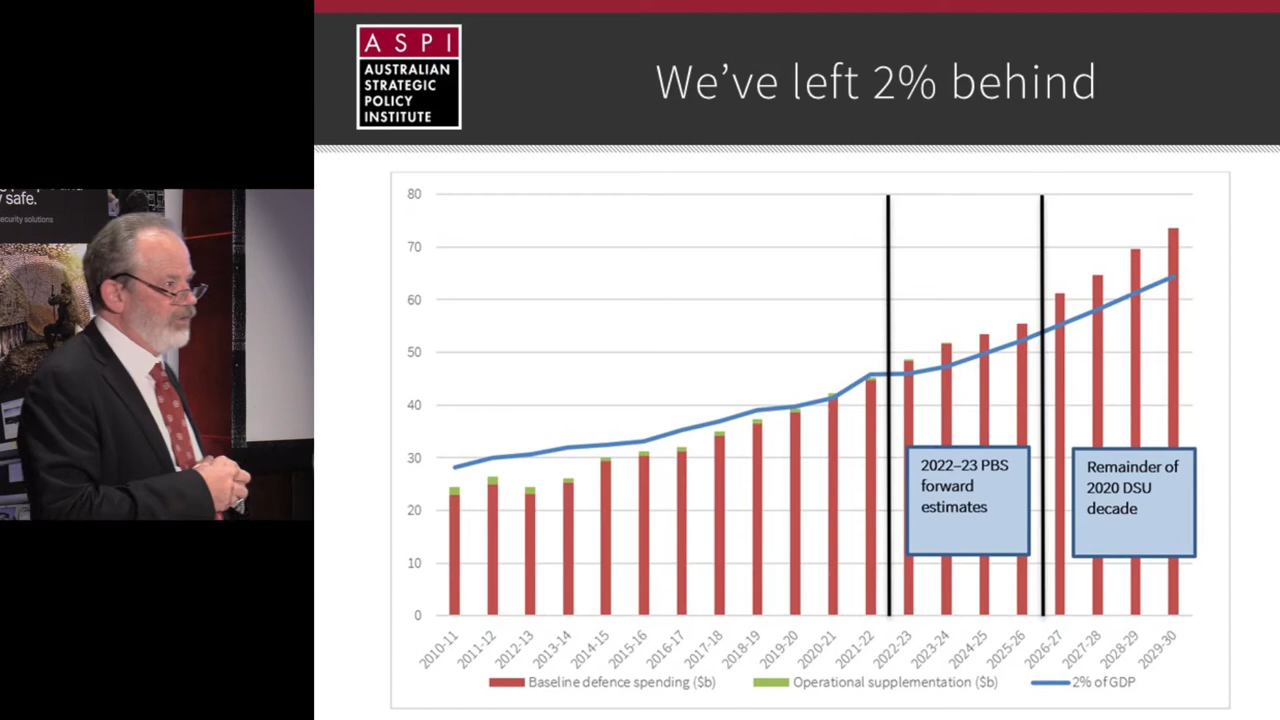 safe.
security solutions
A S P I
AUSTRALIAN
STRATEGIC
POLICY
INSTITUTE
We’ve left 2% behind
80
70
60
50
40
30
20
10
0
2022–23 PBS
forward
estimates
Remainder of
2020 DSU
decade
2010-11
2011-12
2012-13
2013-14
2014-15
2015-16
2016-17
2017-18
2018-19
2019-20
2020-21
2021-22
2022-23
2023-24
2024-25
2025-26
2026-27
2027-28
2028-29
2029-30
Baseline defence spending ($b)
Operational supplementation ($b)
2% of GDP